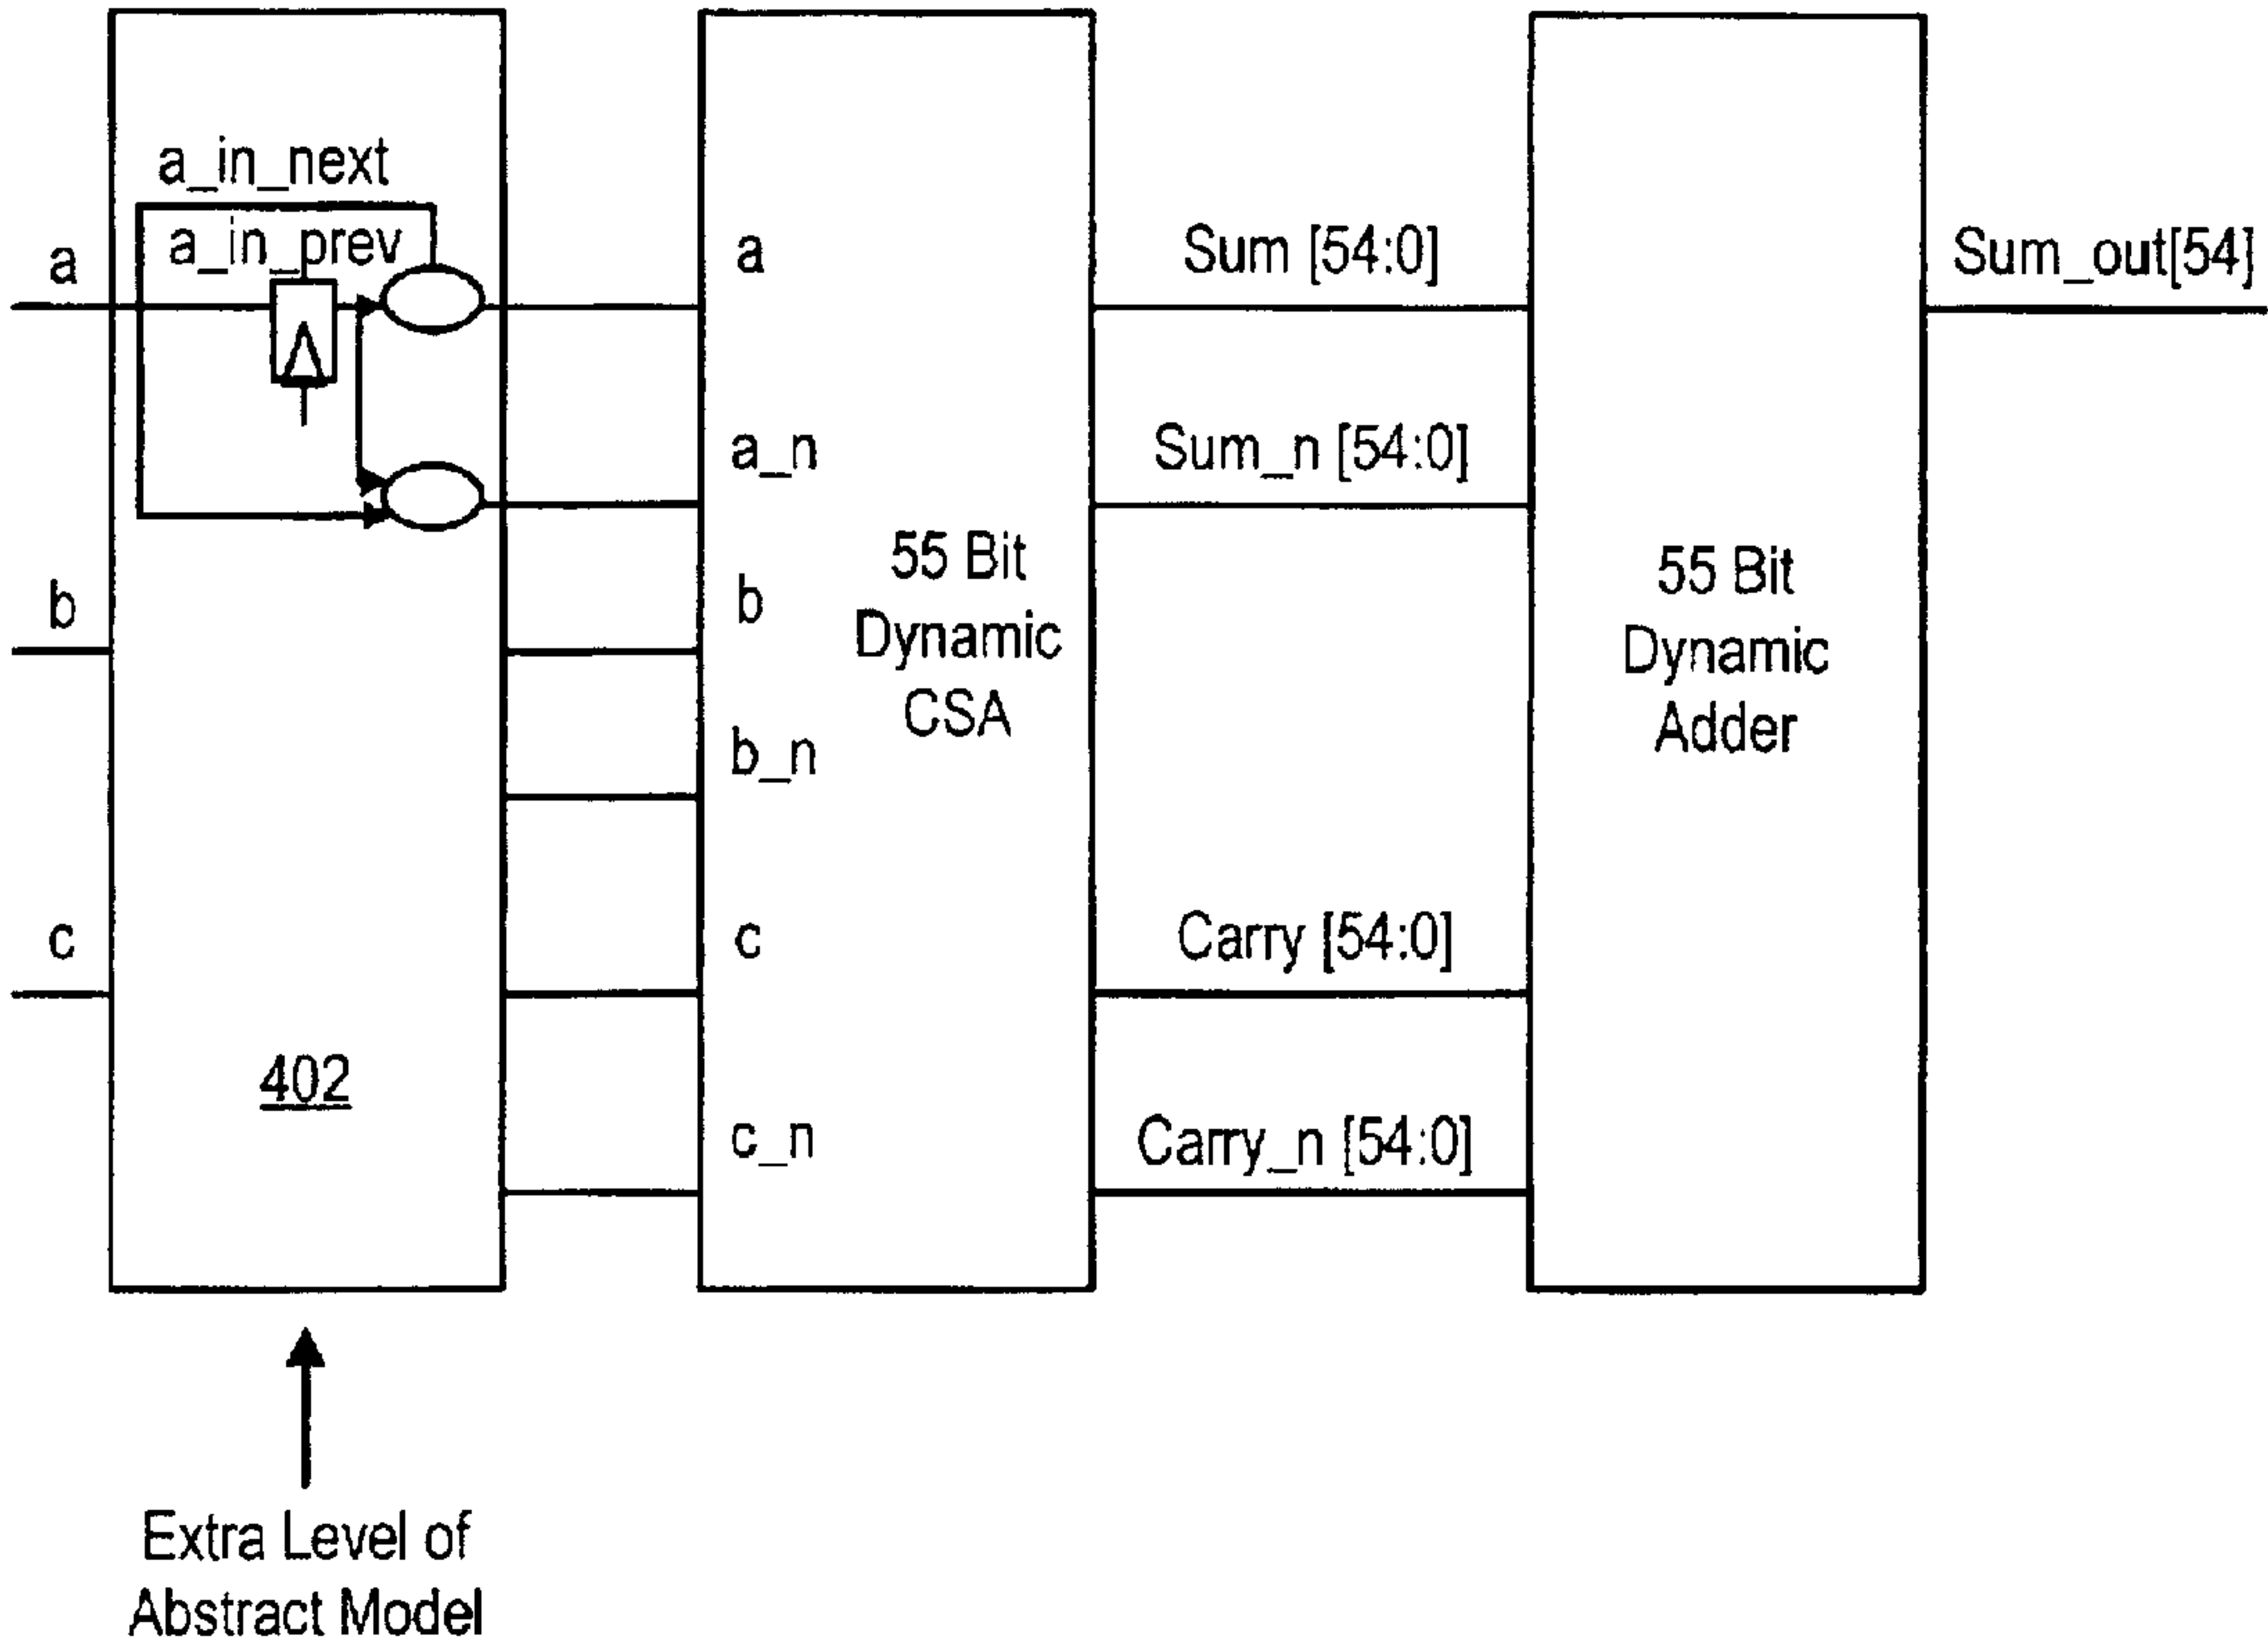 a_in_next
a_in_prev
a
b
c
402
a
a_n
b
b_n
c
c_n
55 Bit
Dynamic
CSA
Sum [54:0]
Sum_n [54:0]
Carry [54:0]
Carry_n [54:0]
55 Bit
Dynamic
Adder
Sum_out[54]
Extra Level of
Abstract Model